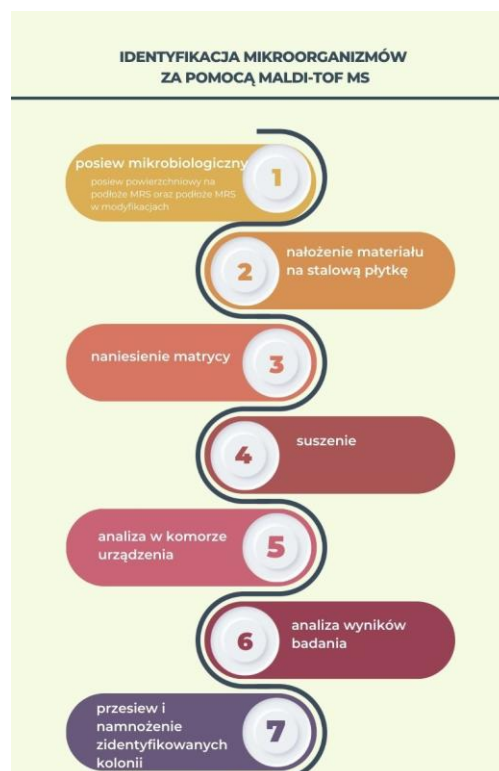 IDENTYFIKACJA MIKROORGANIZMÓW
ZA POMOCĄ MALDI-TOF MS
posiew mikrobiologiczny
posiew powierzchniowy na
podłoże MRS oraz podłoże MRS
w modyfikacjach
1
2
nałożenie materiału
na stalową płytkę
naniesienie matrycy
3
4
suszenie
analiza w komorze
urządzenia
5
6
analiza wyników
badania
przesiew i
namnożenie
zidentyfikowanych
kolonii
7